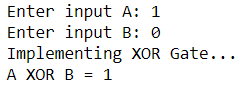 Enter input A: 1
Enter input B: 0
Implementing XOR Gate...
A XOR B = 1